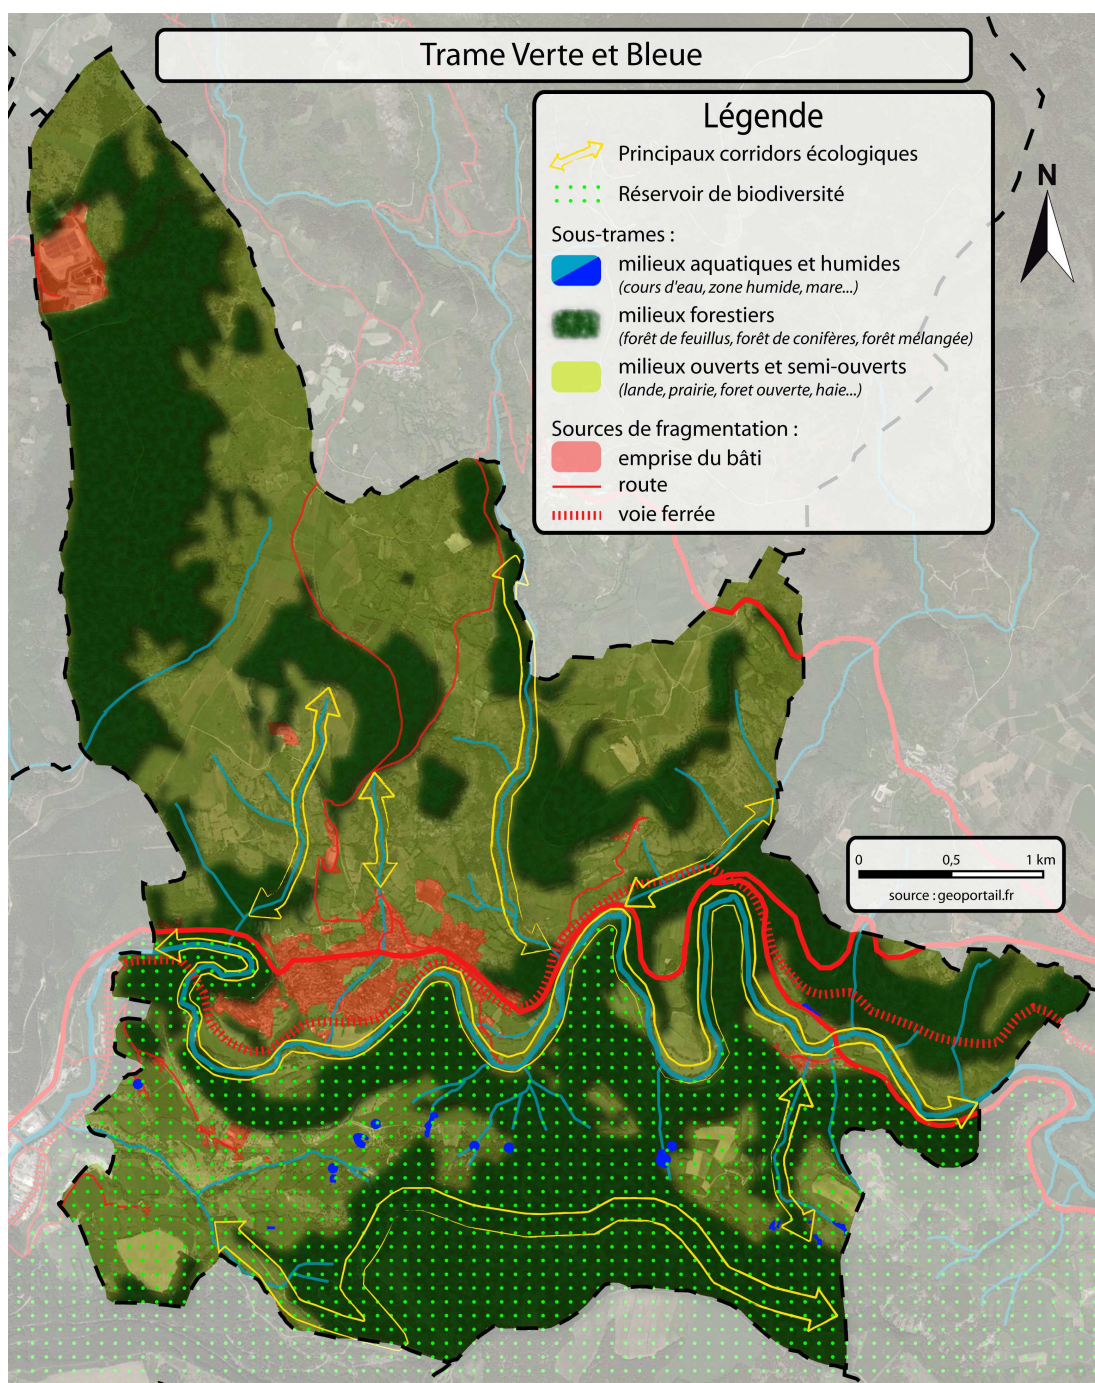 Trame Verte et Bleue
Légende
Principaux corridors écologiques
Réservoir de biodiversité
Sous-trames :
milieux aquatiques et humides
(cours d'eau, zone humide, mare...)
milieux forestiers
(forêt de feuillus, forêt de conifères, forêt mélangée)
milieux ouverts et semi-ouverts
(lande, prairie, foret ouverte, haie...)
Sources de fragmentation :
emprise du bâti
route
voie ferrée
N
0 0,5 1 km
source : geoportail.fr